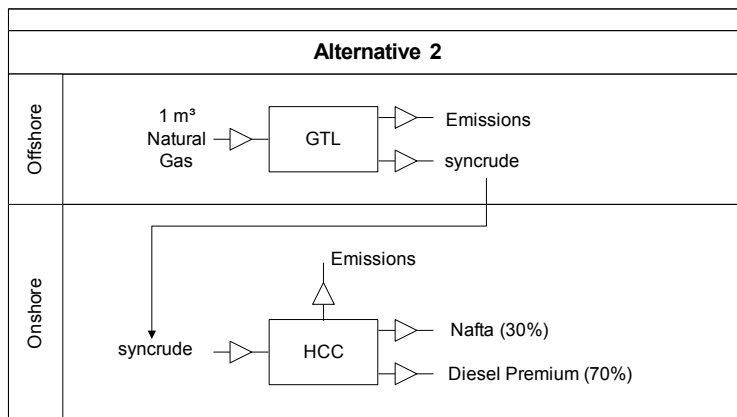 Alternative 2
Offshore
1 m³
Natural
Gas
GTL
Emissions
syncrude
Onshore
Emissions
syncrude
HCC
Nafta (30%)
Diesel Premium (70%)